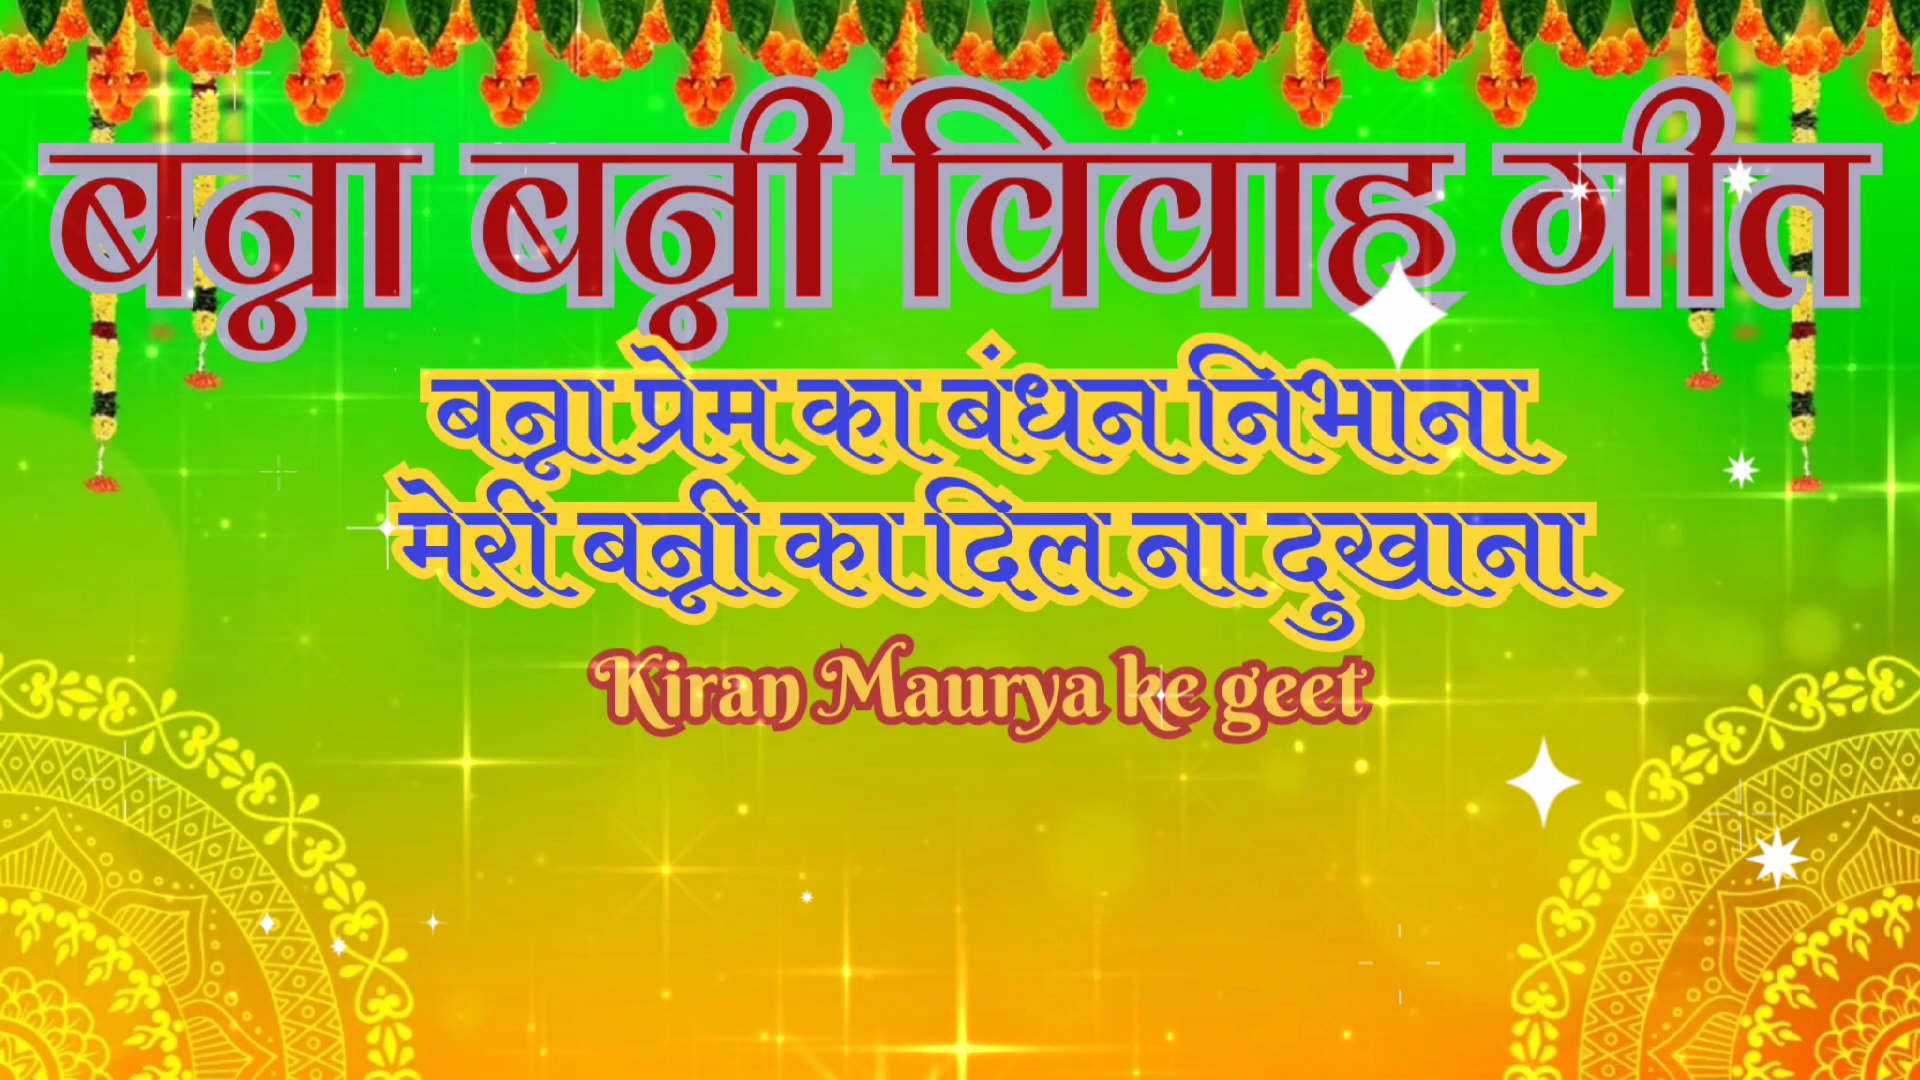 बन्ना बन्नी विवाह गीत
बन्ना प्रेम का बंधन निभाना
मेरी बन्नी का दिल ना दुखाना
Kiran Maurya ke geet